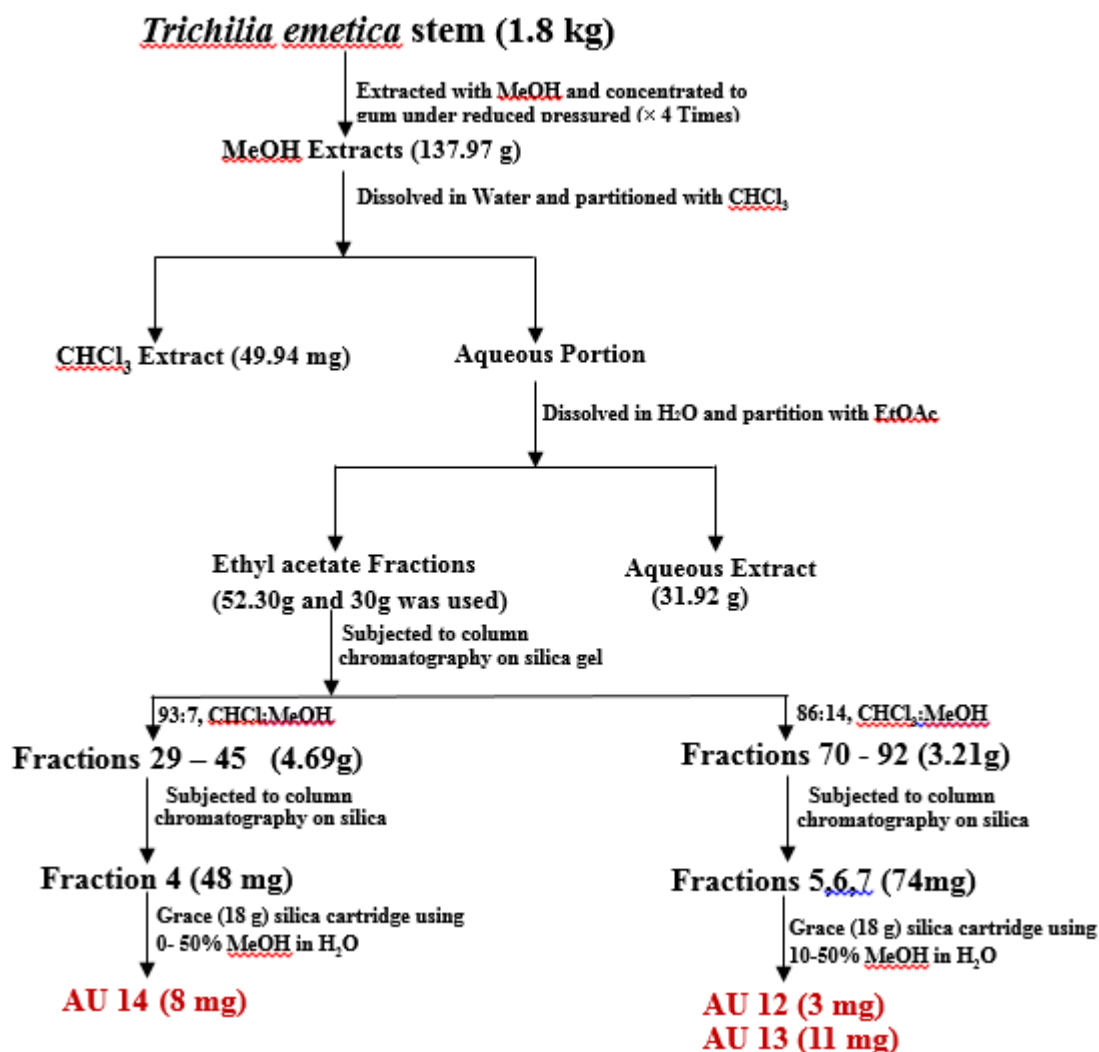 Trichilia emetica stem (1.8 kg)
Extracted with MeOH and concentrated to
gum under reduced pressured (× 4 Times)
MeOH Extracts (137.97 g)
Dissolved in Water and partitioned with CHCl₃
CHCl₃ Extract (49.94 mg)
Aqueous Portion
Dissolved in H₂O and partition with EtOAc
Ethyl acetate Fractions
(52.30g and 30g was used)
Aqueous Extract
(31.92 g)
Subjected to column
chromatography on silica gel
93:7, CHCl:MeOH
86:14, CHCl₃:MeOH
Fractions 29 – 45 (4.69g)
Fractions 70 - 92 (3.21g)
Subjected to column
chromatography on silica
Subjected to column
chromatography on silica
Fraction 4 (48 mg)
Fractions 5,6,7 (74mg)
Grace (18 g) silica cartridge using
0- 50% MeOH in H₂O
Grace (18 g) silica cartridge using
10-50% MeOH in H₂O
AU 14 (8 mg)
AU 12 (3 mg)
AU 13 (11 mg)